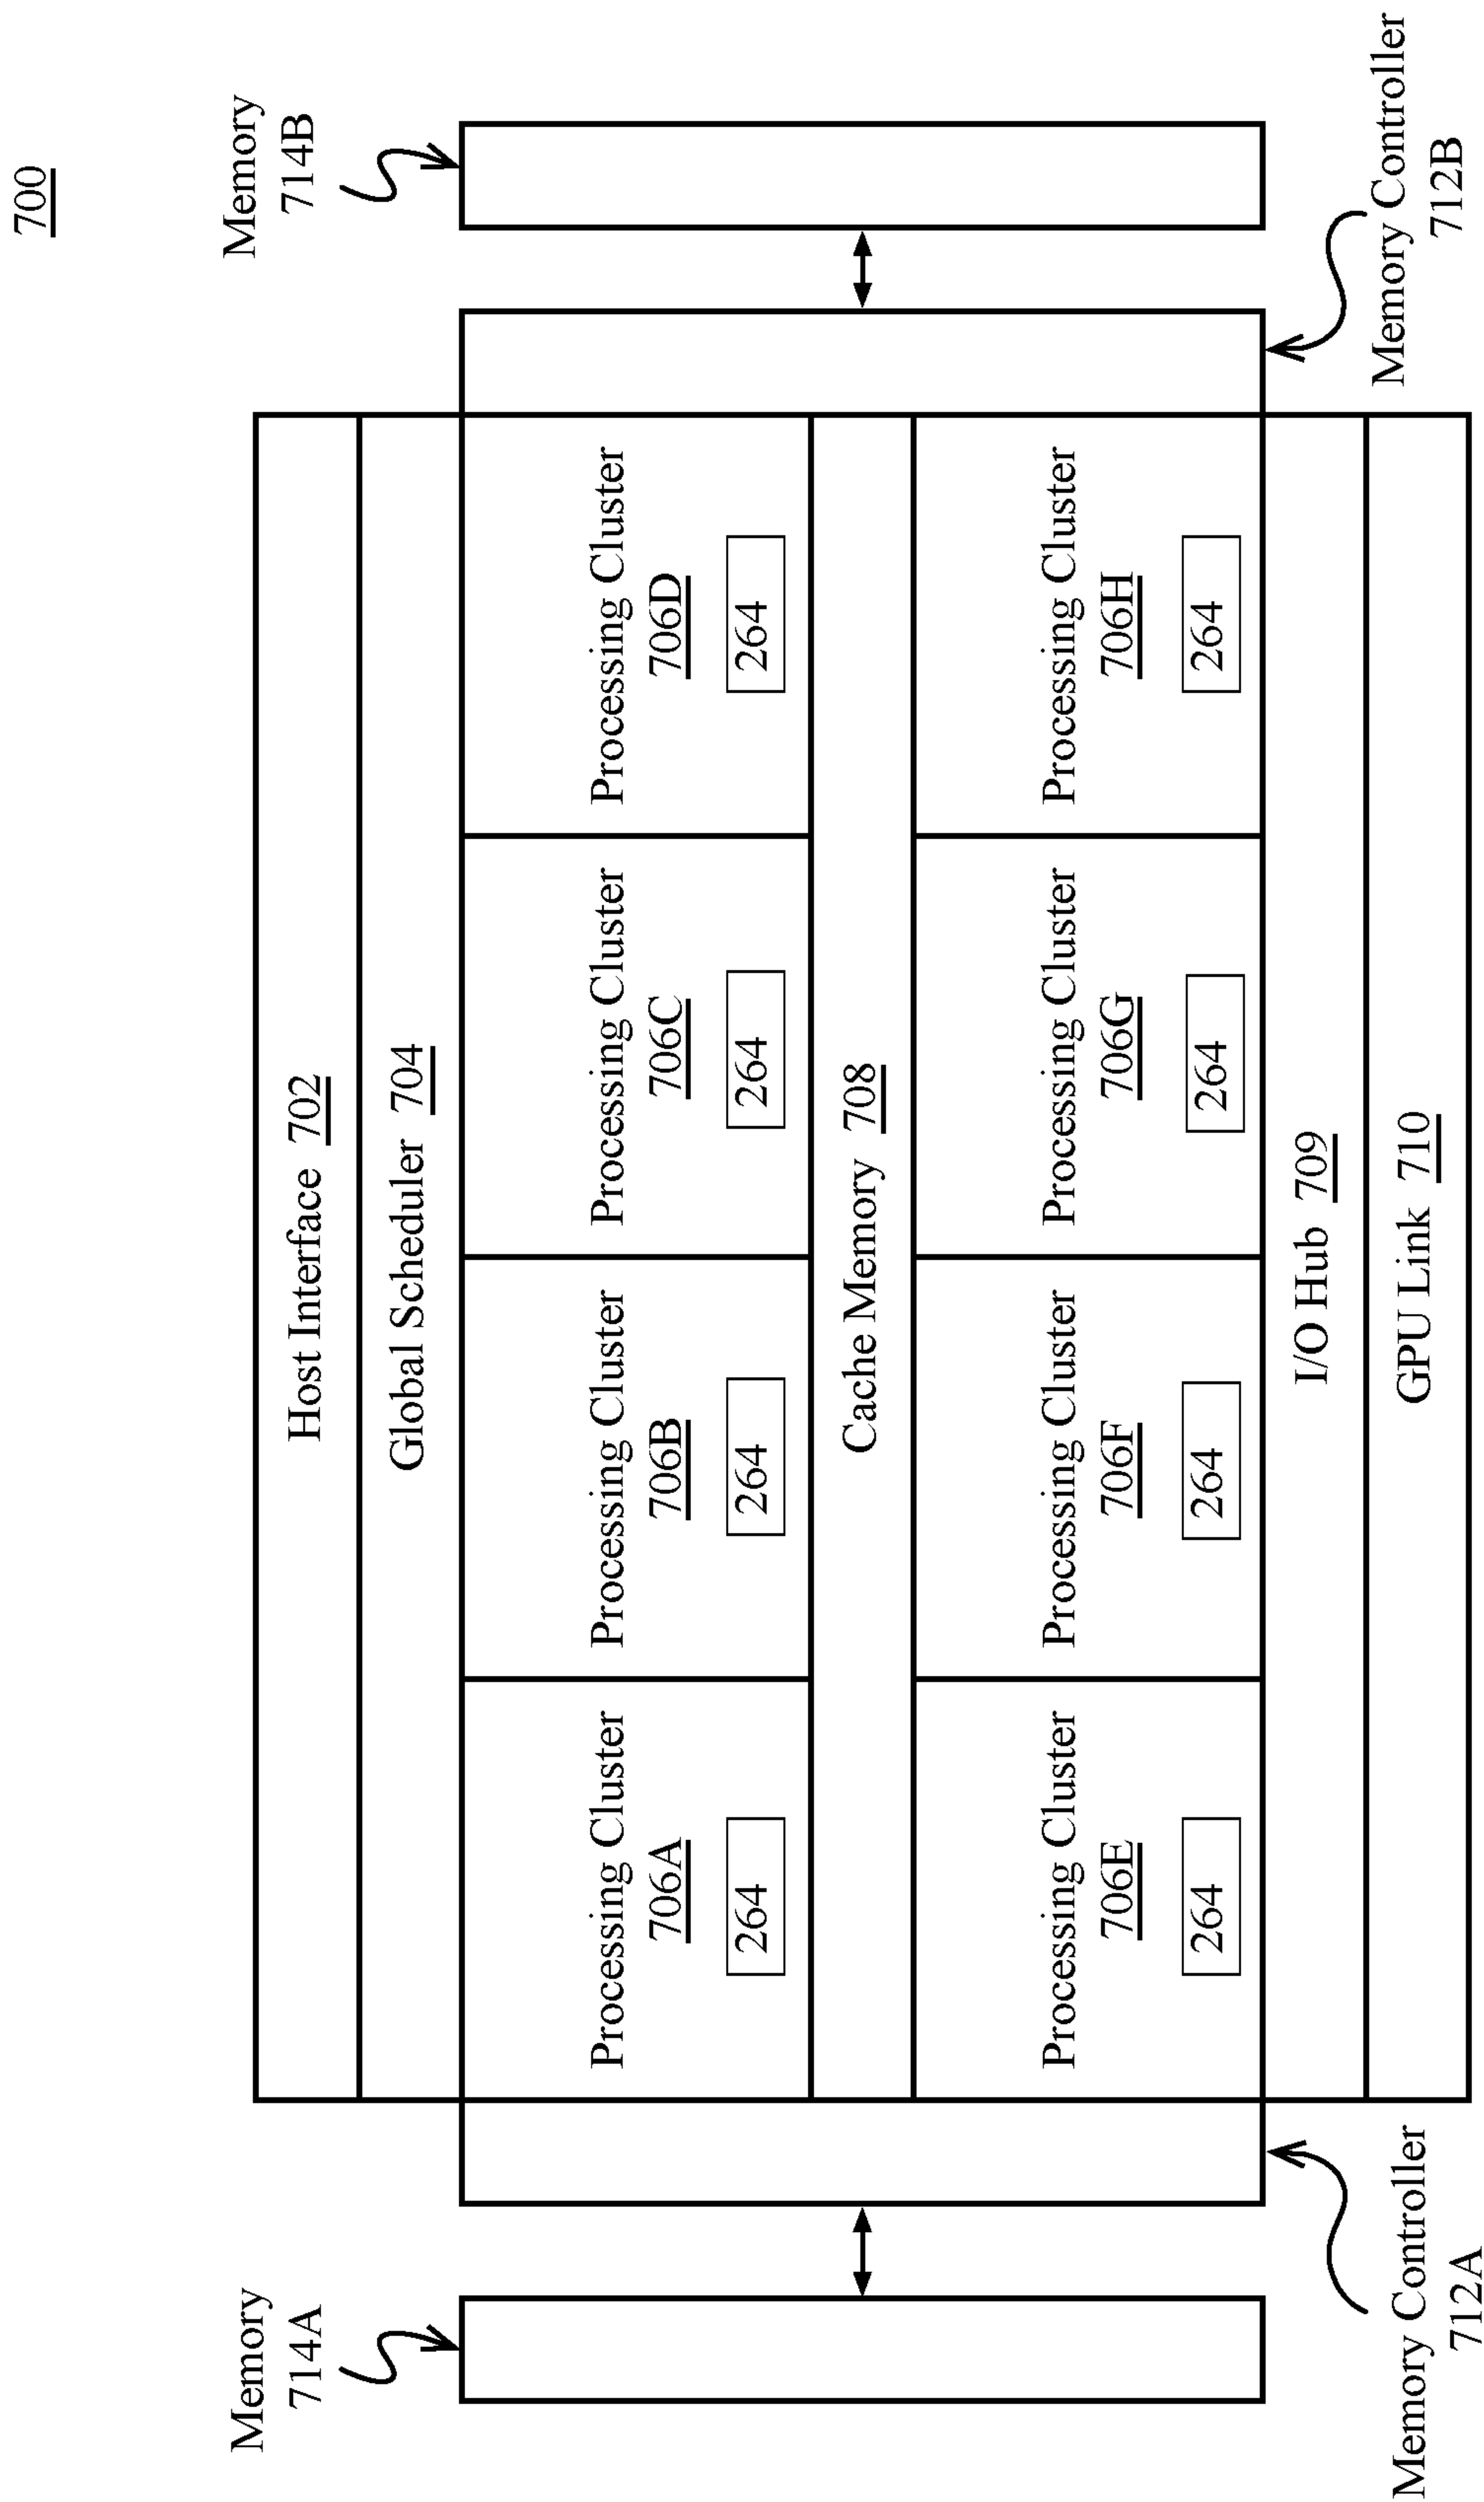 700
Memory
714A
Memory
714B
Host Interface 702
Global Scheduler 704
Processing Cluster
706A
264
Processing Cluster
706B
264
Processing Cluster
706C
264
Processing Cluster
706D
264
Cache Memory 708
Processing Cluster
706E
264
Processing Cluster
706F
264
Processing Cluster
706G
264
Processing Cluster
706H
264
I/O Hub 709
GPU Link 710
Memory Controller
712A
Memory Controller
712B